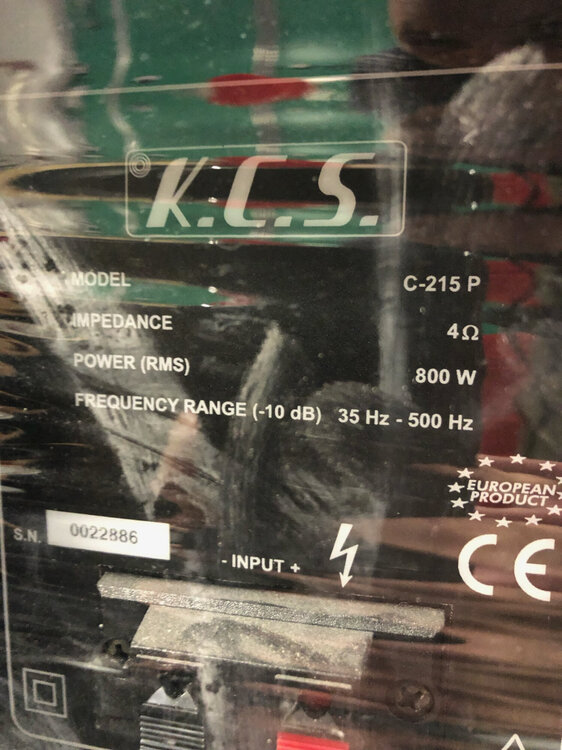 K.C.S.
MODEL C-215 P
IMPEDANCE 4Ω
POWER (RMS) 800 W
FREQUENCY RANGE (-10 dB) 35 Hz - 500 Hz
EUROPEAN
PRODUCT
S.N. 0022886
- INPUT +
CE